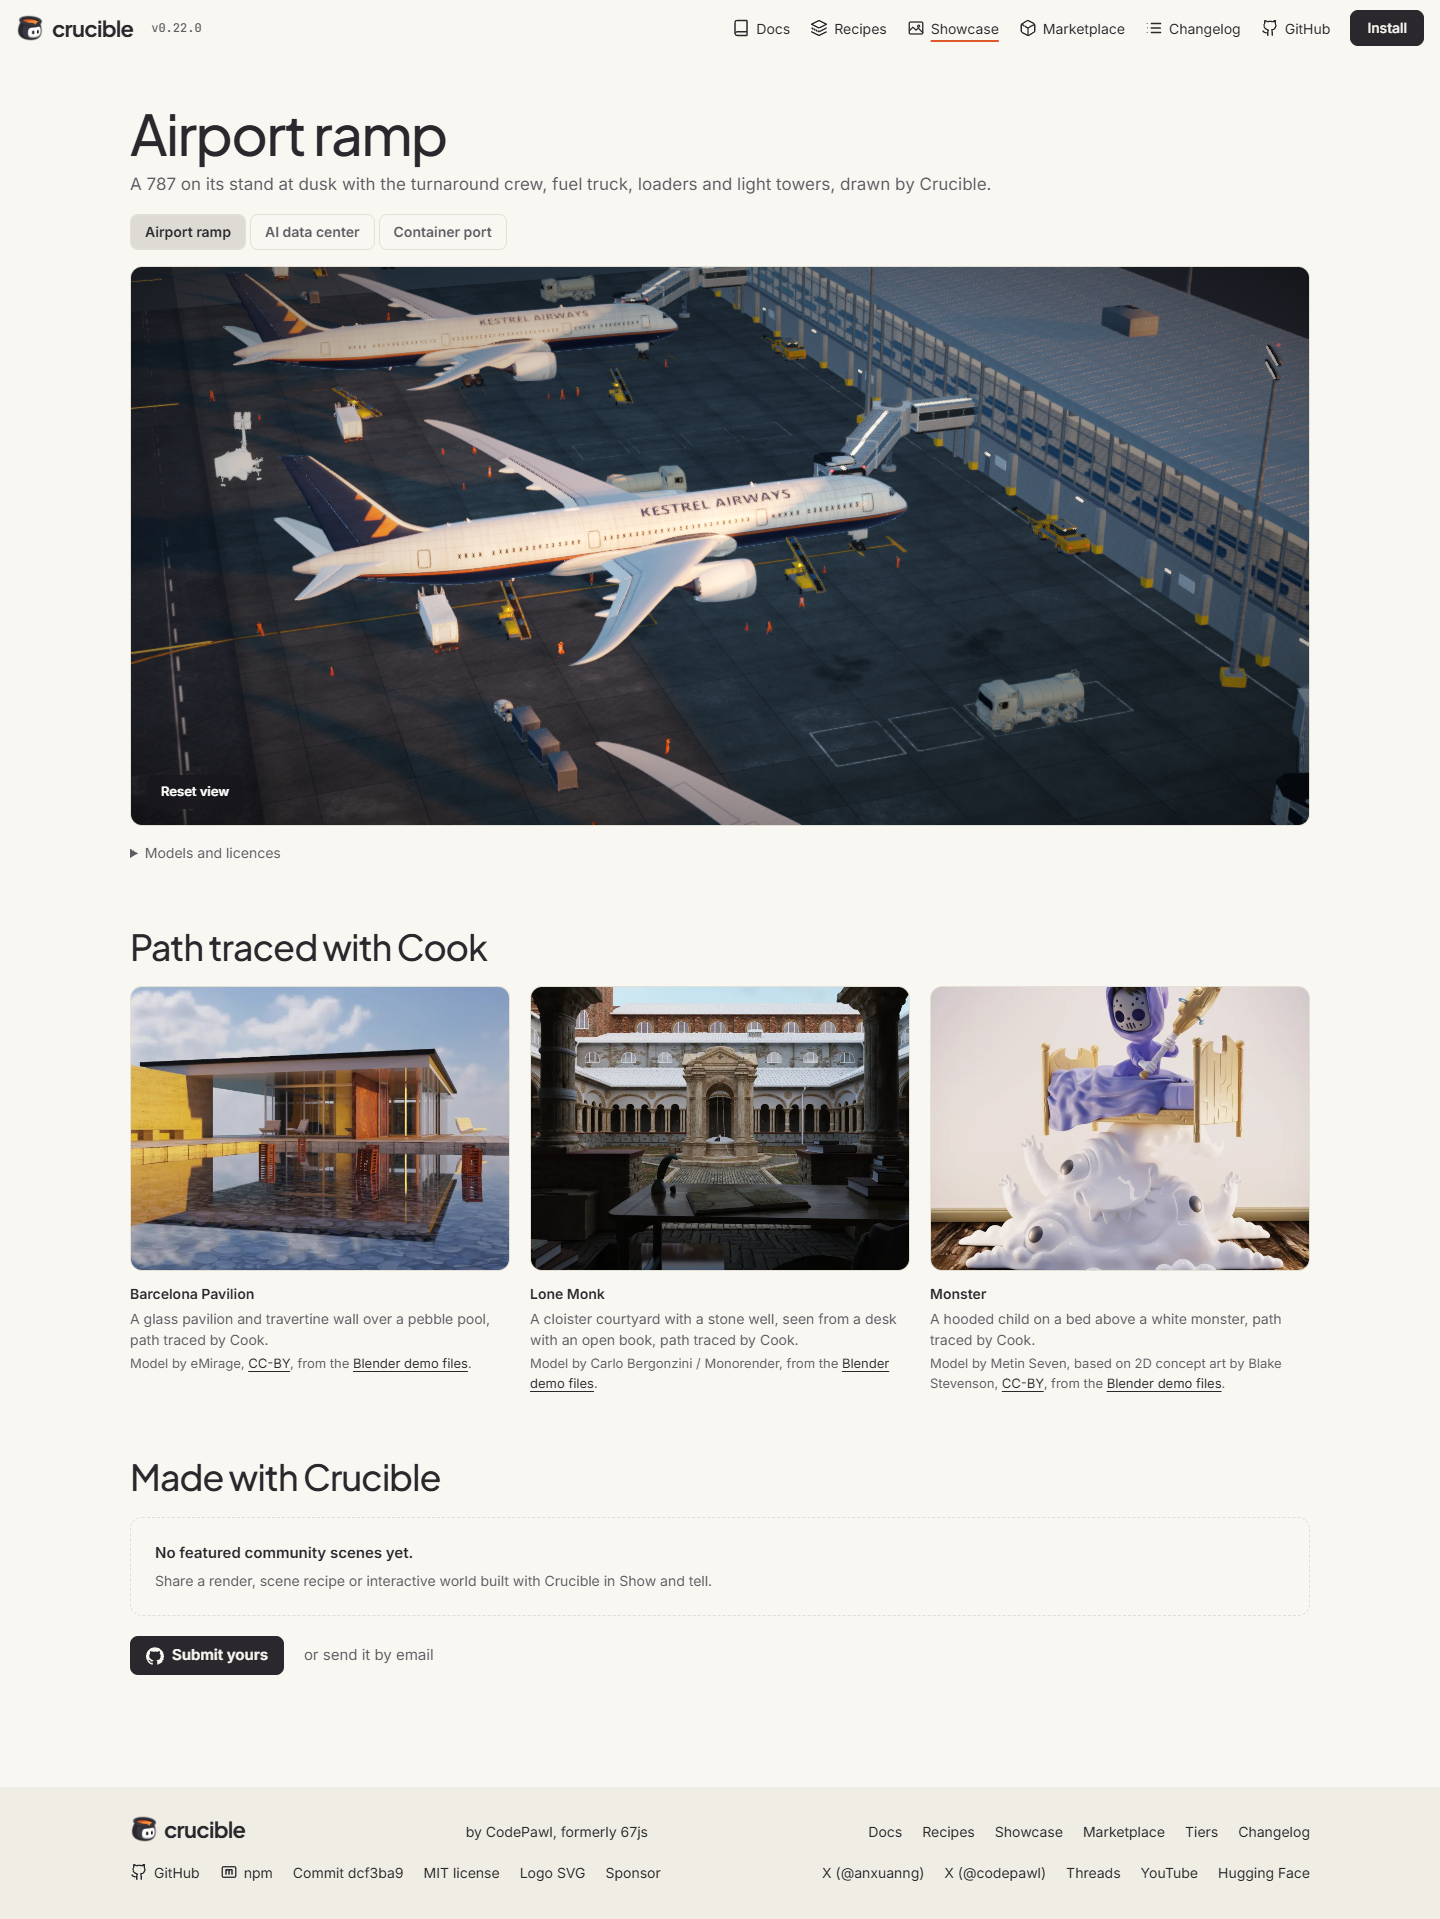 crucible v0.22.0 Docs Recipes Showcase Marketplace Changelog GitHub Install
Airport ramp
A 787 on its stand at dusk with the turnaround crew, fuel truck, loaders and light towers, drawn by Crucible.
Airport ramp AI data center Container port
KESTREL AIRWAYS
KESTREL AIRWAYS
Reset view
Models and licences
Path traced with Cook
Barcelona Pavilion
A glass pavilion and travertine wall over a pebble pool,
path traced by Cook.
Model by eMirage, CC-BY, from the Blender demo files.
Lone Monk
A cloister courtyard with a stone well, seen from a desk
with an open book, path traced by Cook.
Model by Carlo Bergonzini / Monorender, from the Blender
demo files.
Monster
A hooded child on a bed above a white monster, path
traced by Cook.
Model by Metin Seven, based on 2D concept art by Blake
Stevenson, CC-BY, from the Blender demo files.
Made with Crucible
No featured community scenes yet.
Share a render, scene recipe or interactive world built with Crucible in Show and tell.
Submit yours or send it by email
crucible by CodePawl, formerly 67js Docs Recipes Showcase Marketplace Tiers Changelog
GitHub npm Commit dcf3ba9 MIT license Logo SVG Sponsor X (@anxuanng) X (@codepawl) Threads YouTube Hugging Face